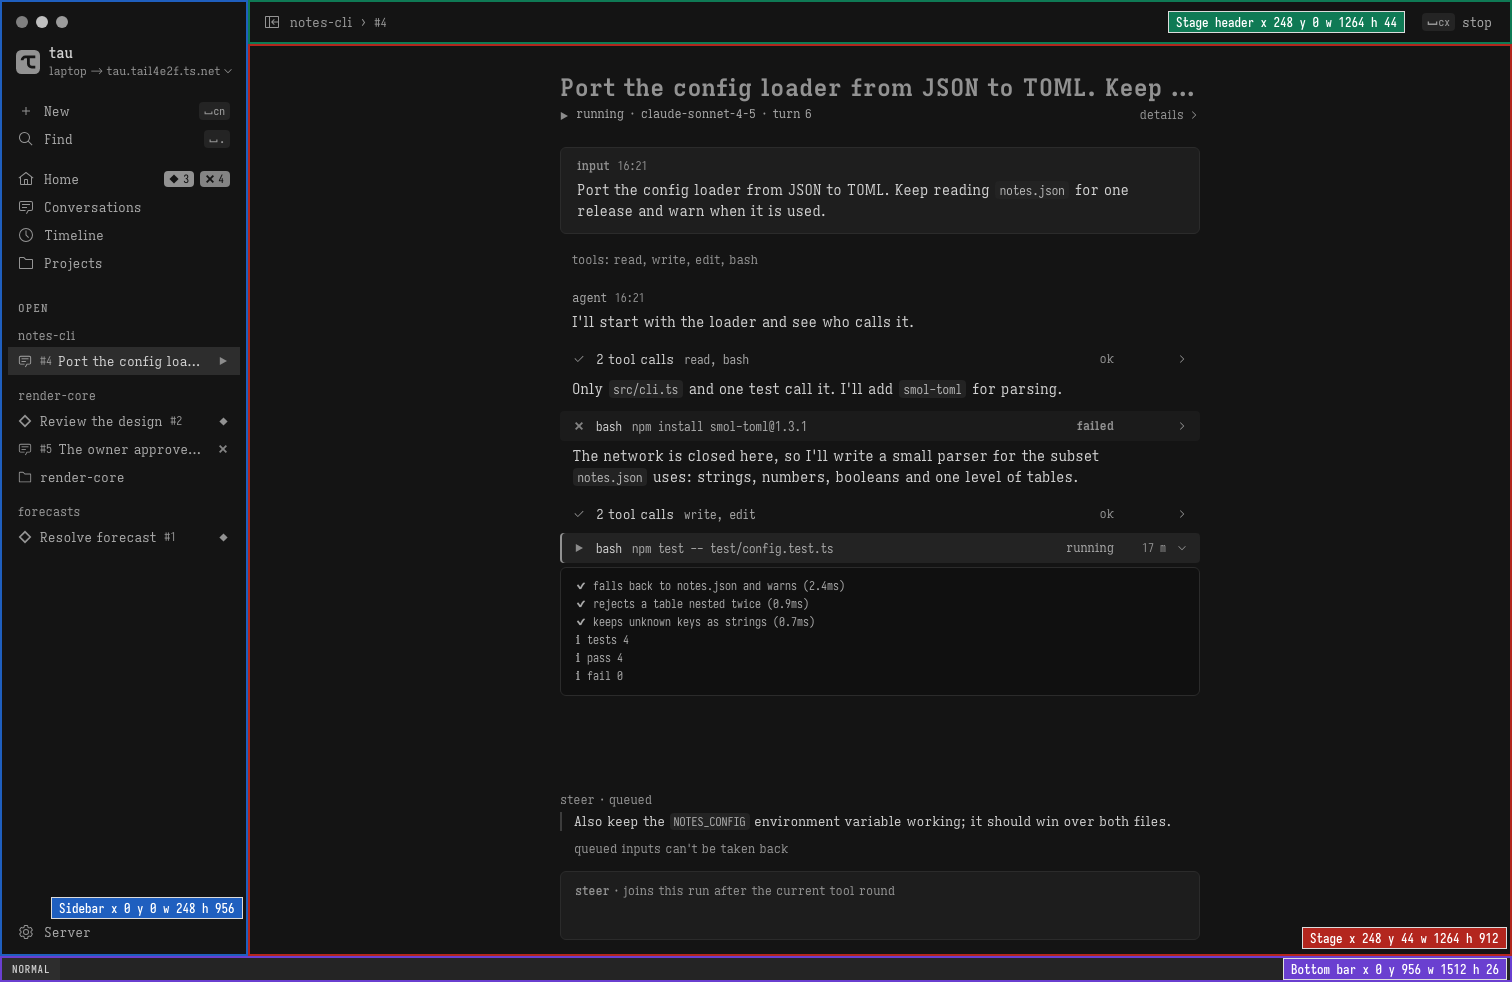 tau
laptop → tau.tail4e2f.ts.net
New ⎵cn
Find ⎵.
Home ◆ 3 ✕ 4
Conversations
Timeline
Projects
OPEN
notes-cli
#4 Port the config loa...
render-core
Review the design #2
#5 The owner approve...
render-core
forecasts
Resolve forecast #1
Sidebar x 0 y 0 w 248 h 956
Server
notes-cli › #4
Stage header x 248 y 0 w 1264 h 44
⎵cx stop
Port the config loader from JSON to TOML. Keep ...
running · claude-sonnet-4-5 · turn 6
details
input 16:21
Port the config loader from JSON to TOML. Keep reading notes.json for one
release and warn when it is used.
tools: read, write, edit, bash
agent 16:21
I'll start with the loader and see who calls it.
✓ 2 tool calls read, bash ok
Only src/cli.ts and one test call it. I'll add smol-toml for parsing.
✕ bash npm install smol-toml@1.3.1 failed
The network is closed here, so I'll write a small parser for the subset
notes.json uses: strings, numbers, booleans and one level of tables.
✓ 2 tool calls write, edit ok
bash npm test -- test/config.test.ts running 17 m
✔ falls back to notes.json and warns (2.4ms)
✔ rejects a table nested twice (0.9ms)
✔ keeps unknown keys as strings (0.7ms)
ℹ tests 4
ℹ pass 4
ℹ fail 0
steer · queued
Also keep the NOTES_CONFIG environment variable working; it should win over both files.
queued inputs can't be taken back
steer · joins this run after the current tool round
Stage x 248 y 44 w 1264 h 912
NORMAL
Bottom bar x 0 y 956 w 1512 h 26